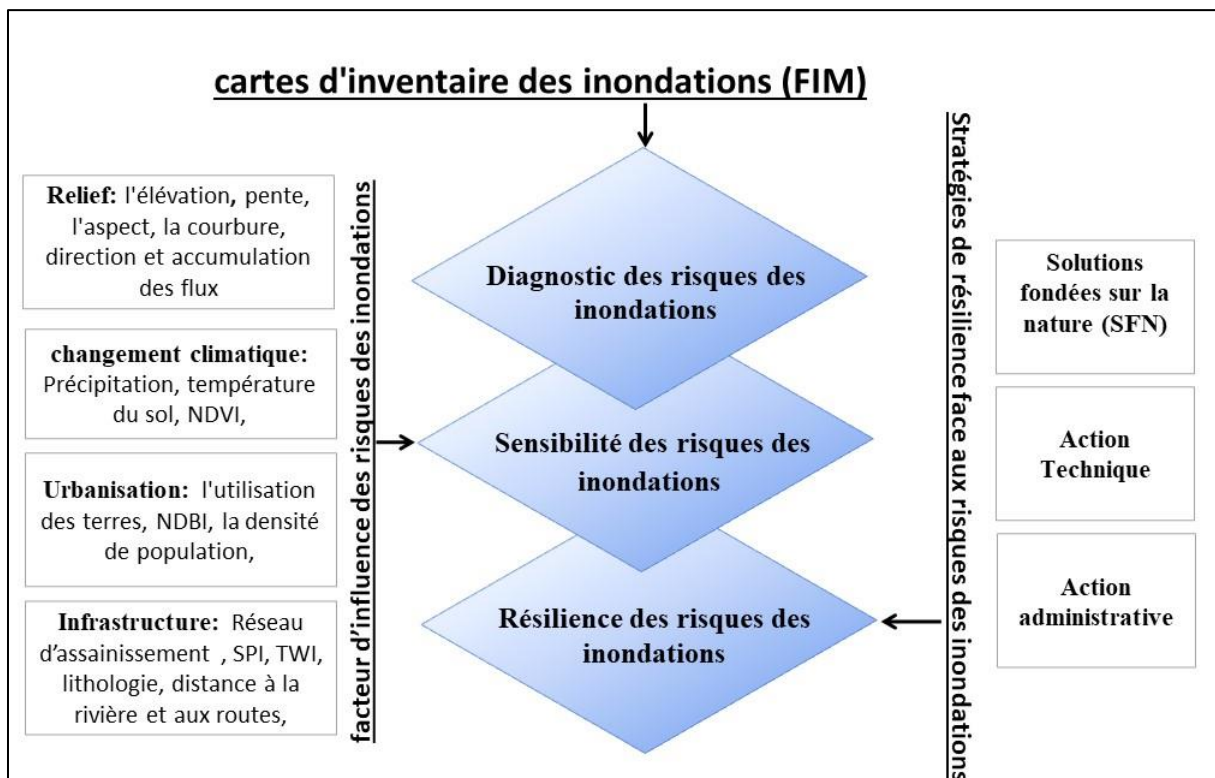 cartes d'inventaire des inondations (FIM)
Relief: l'élévation, pente,
l'aspect, la courbure,
direction et accumulation
des flux
changement climatique:
Précipitation, température
du sol, NDVI,
Urbanisation: l'utilisation
des terres, NDBI, la densité
de population,
Infrastructure: Réseau
d'assainissement , SPI, TWI,
lithologie, distance à la
rivière et aux routes,
facteur d’influence des risques des inondations
Diagnostic des risques des
inondations
Sensibilité des risques des
inondations
Résilience des risques des
inondations
Stratégies de résilience face aux risques des inondations
Solutions
fondées sur la
nature (SFN)
Action
Technique
Action
administrative